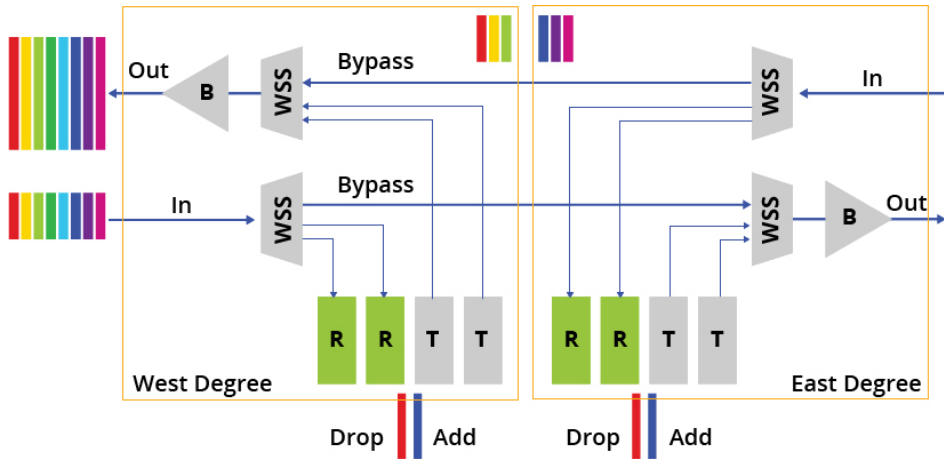 Out
B
WSS
Bypass
WSS
In
In
WSS
Bypass
WSS
B
Out
R
R
T
T
R
R
T
T
West Degree
East Degree
Drop
Add
Drop
Add